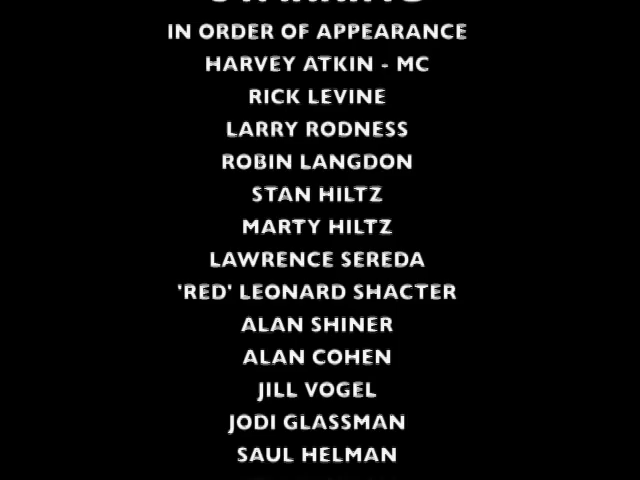 IN ORDER OF APPEARANCE
HARVEY ATKIN - MC
RICK LEVINE
LARRY RODNESS
ROBIN LANGDON
STAN HILTZ
MARTY HILTZ
LAWRENCE SEREDA
'RED' LEONARD SHACTER
ALAN SHINER
ALAN COHEN
JILL VOGEL
JODI GLASSMAN
SAUL HELMAN